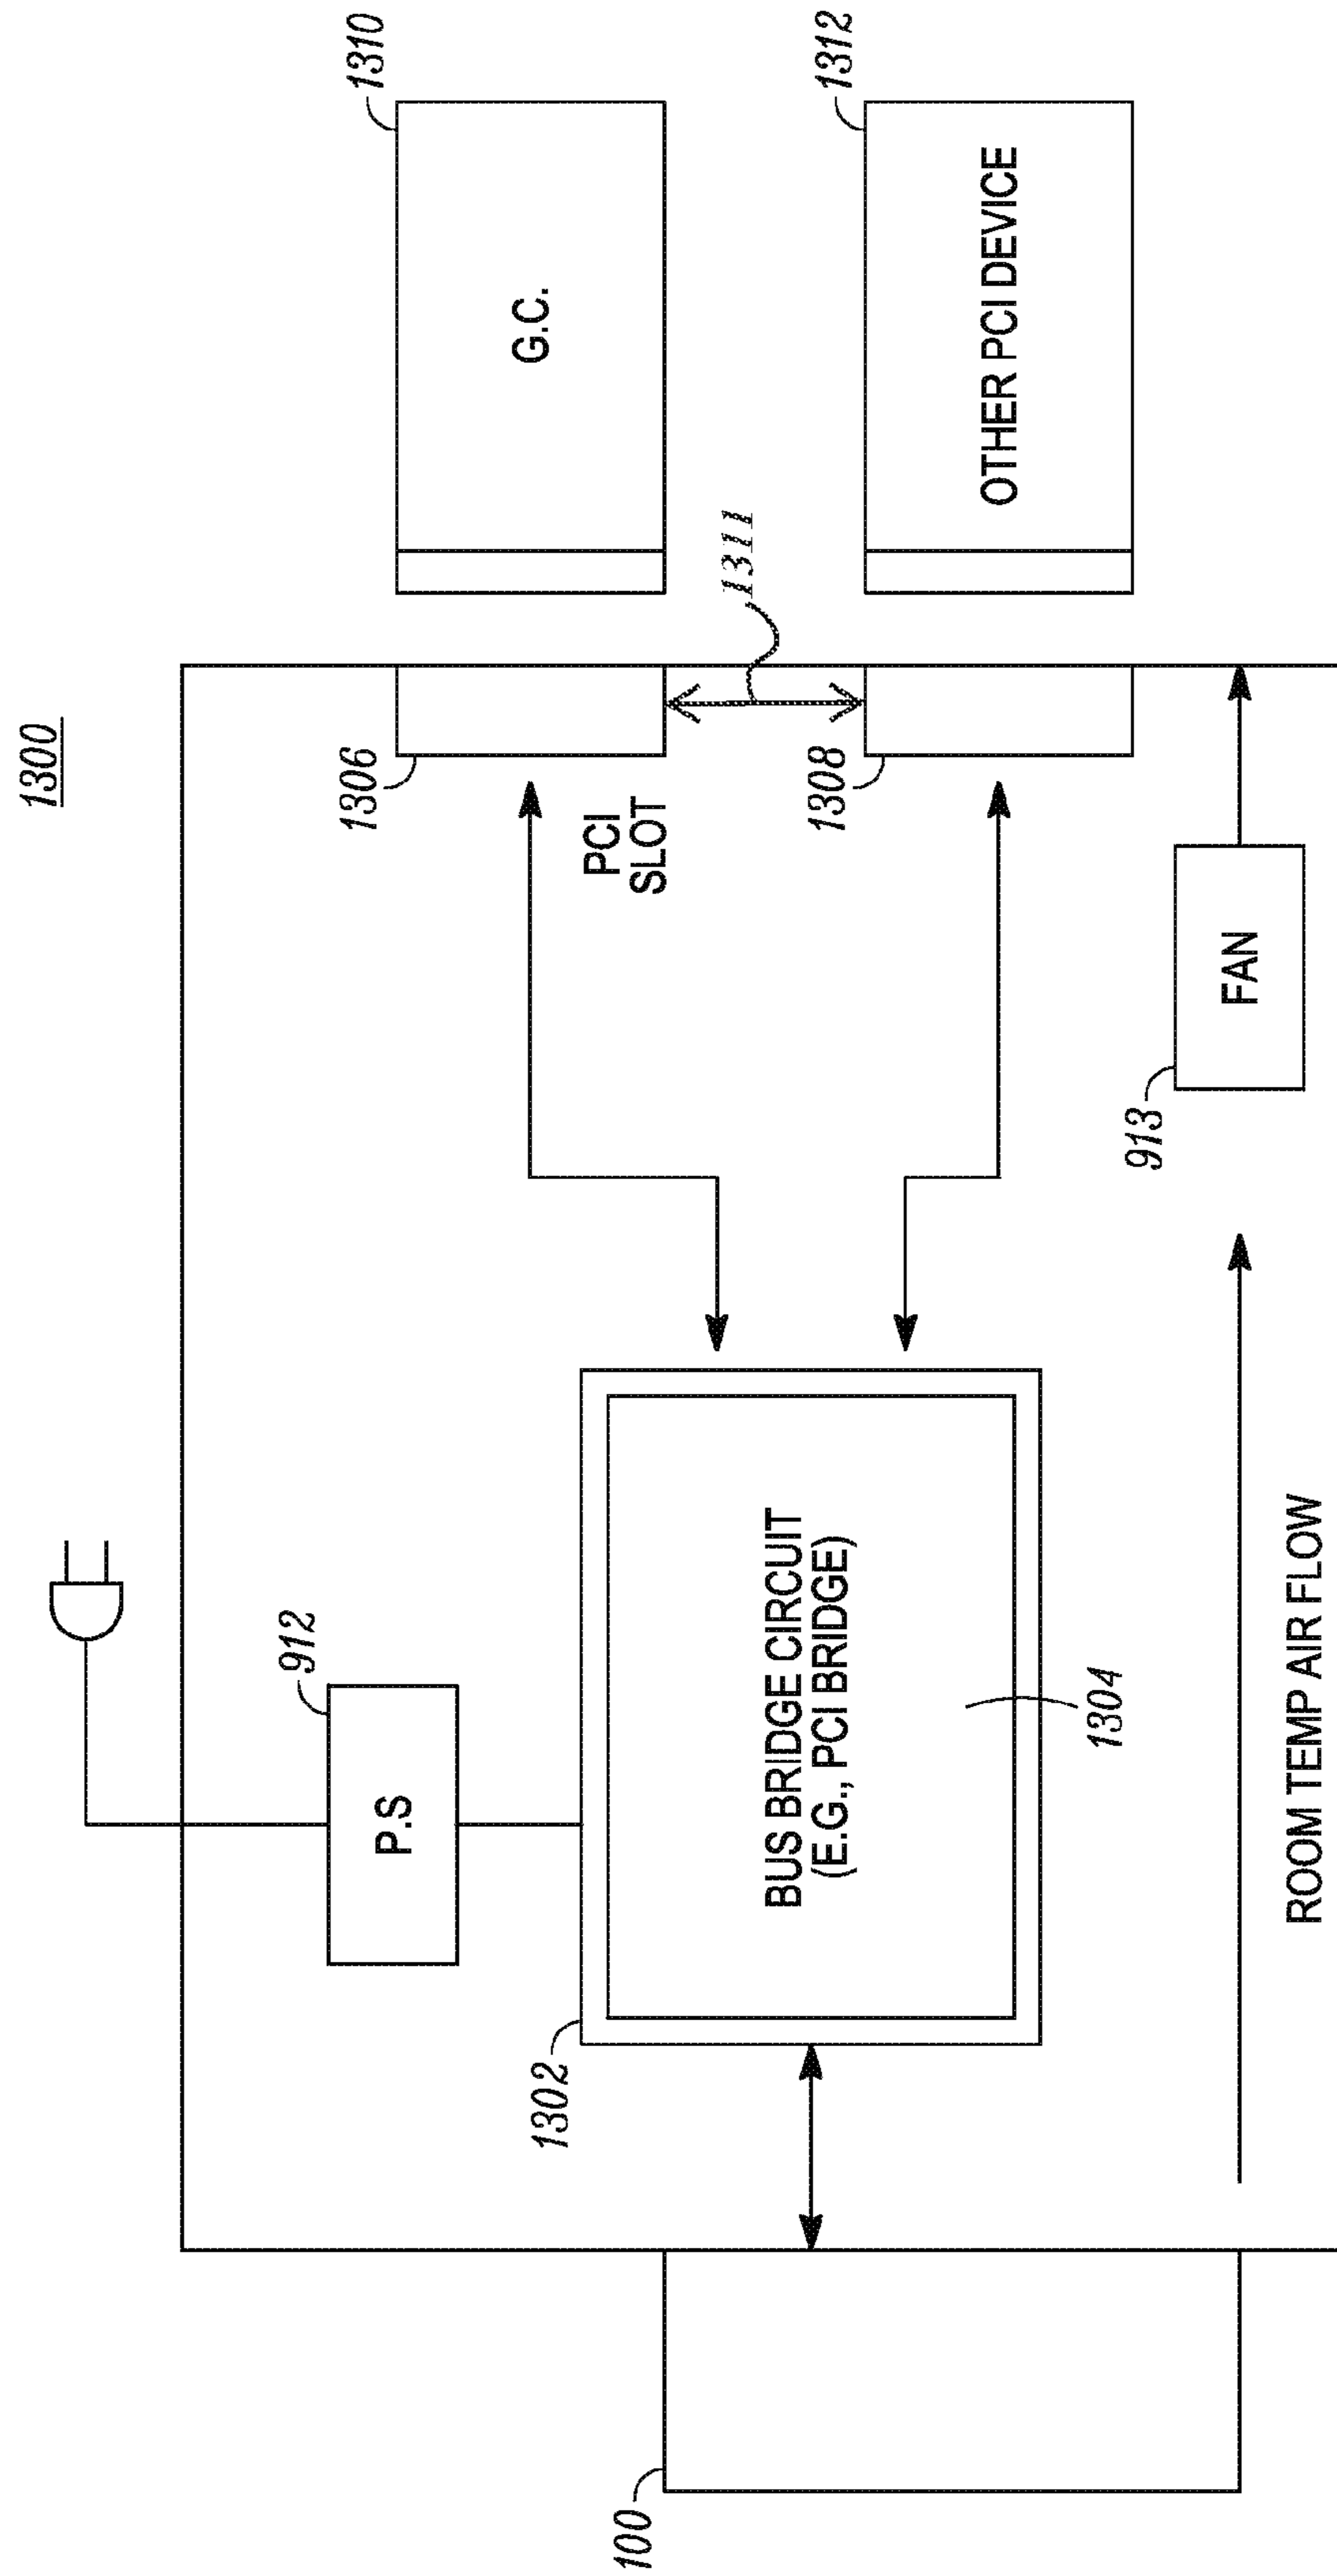 1300
912
P.S
1302
BUS BRIDGE CIRCUIT
(E.G., PCI BRIDGE)
1304
100
1306
PCI
SLOT
1308
1311
1310
G.C.
1312
OTHER PCI DEVICE
913
FAN
ROOM TEMP AIR FLOW